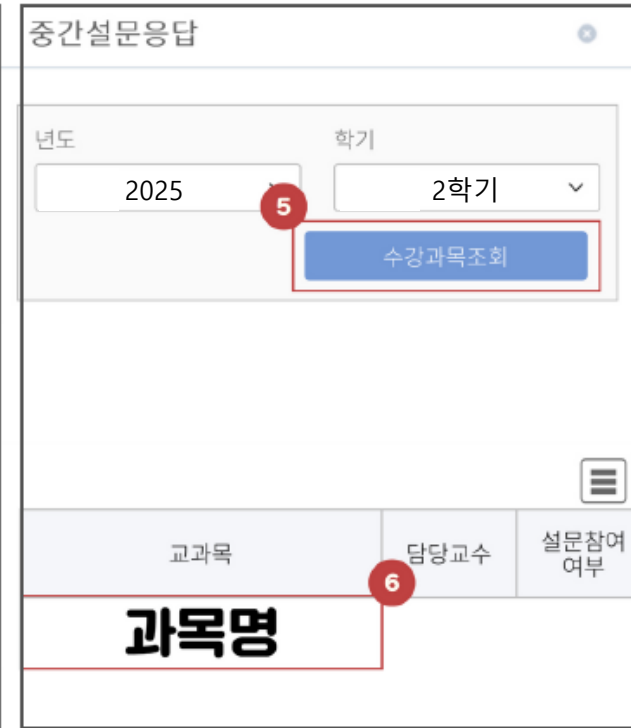 중간설문응답
년도
학기
2025
2학기
5
수강과목조회
교과목
담당교수
설문참여
여부
6
과목명